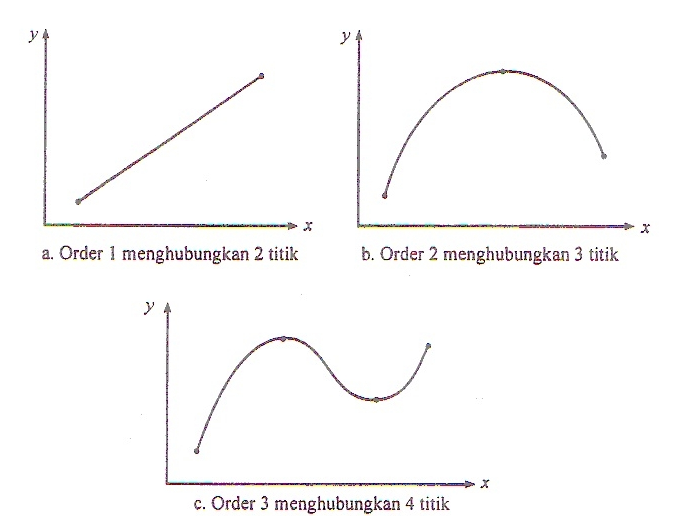 y
x
a. Order 1 menghubungkan 2 titik
y
x
b. Order 2 menghubungkan 3 titik
y
x
c. Order 3 menghubungkan 4 titik